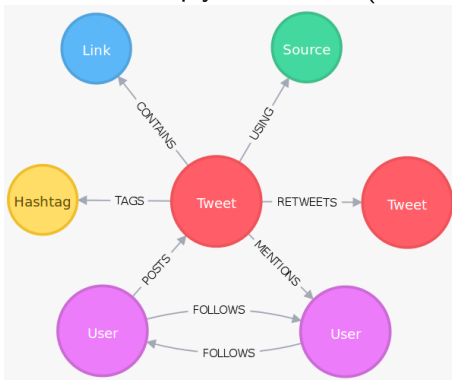 Link
Source
CONTAINS
USING
Hashtag
TAGS
Tweet
RETWEETS
Tweet
POSTS
MENTIONS
FOLLOWS
User
User
FOLLOWS